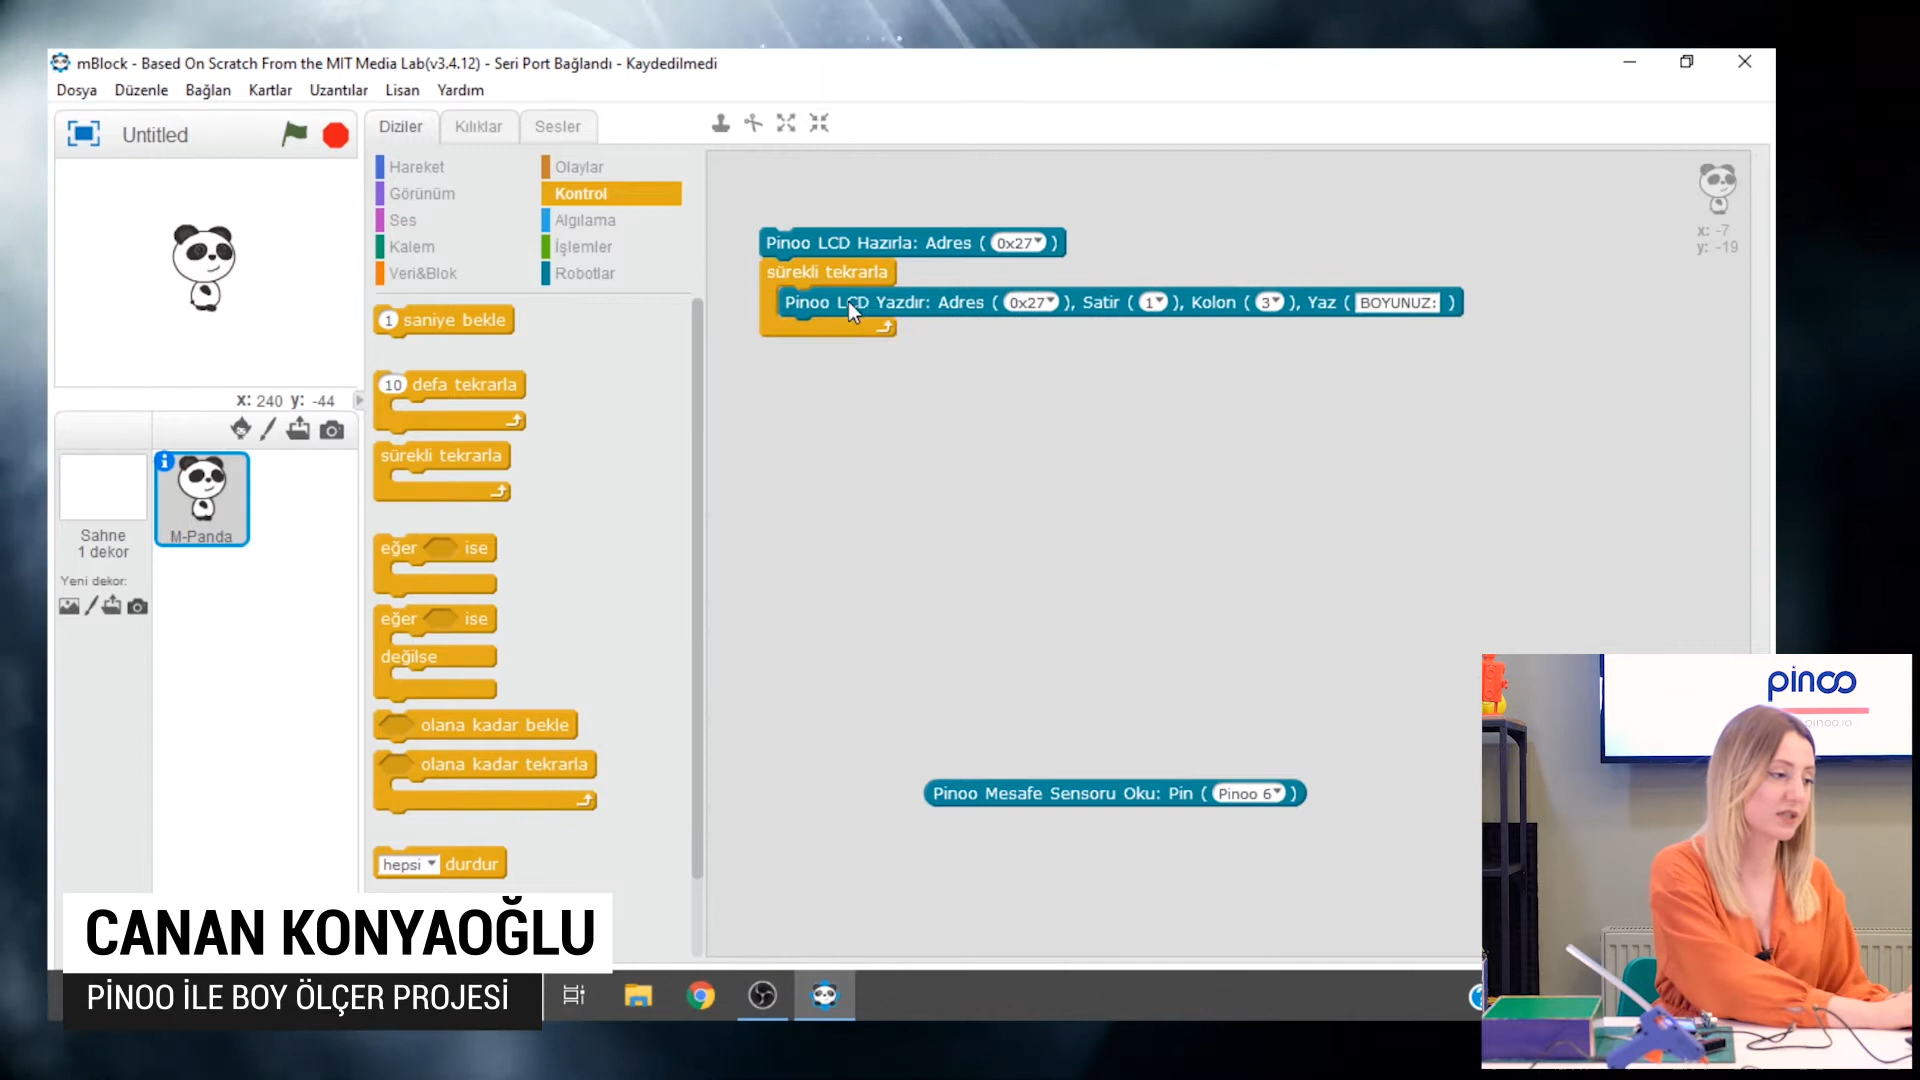 mBlock - Based On Scratch From the MIT Media Lab(v3.4.12) - Seri Port Bağlandı - Kaydedilmedi
Dosya Düzenle Bağlan Kartlar Uzantılar Lisan Yardım
Untitled
Diziler Kılıklar Sesler
Hareket Olaylar
Görünüm Kontrol
Ses Algılama
Kalem İşlemler
Veri&Blok Robotlar
1 saniye bekle
10 defa tekrarla
sürekli tekrarla
eğer ise
eğer ise
değilse
olana kadar bekle
olana kadar tekrarla
hepsi durdur
Pinoo LCD Hazırla: Adres ( 0x27 )
sürekli tekrarla
Pinoo LCD Yazdır: Adres ( 0x27 ), Satir ( 1 ), Kolon ( 3 ), Yaz ( BOYUNUZ: )
Pinoo Mesafe Sensoru Oku: Pin ( Pinoo 6 )
x: -7
y: -19
x: 240 y: -44
i
M-Panda
Sahne
1 dekor
Yeni dekor:
CANAN KONYAOĞLU
PİNOO İLE BOY ÖLÇER PROJESİ
pinoo
pinoo.io